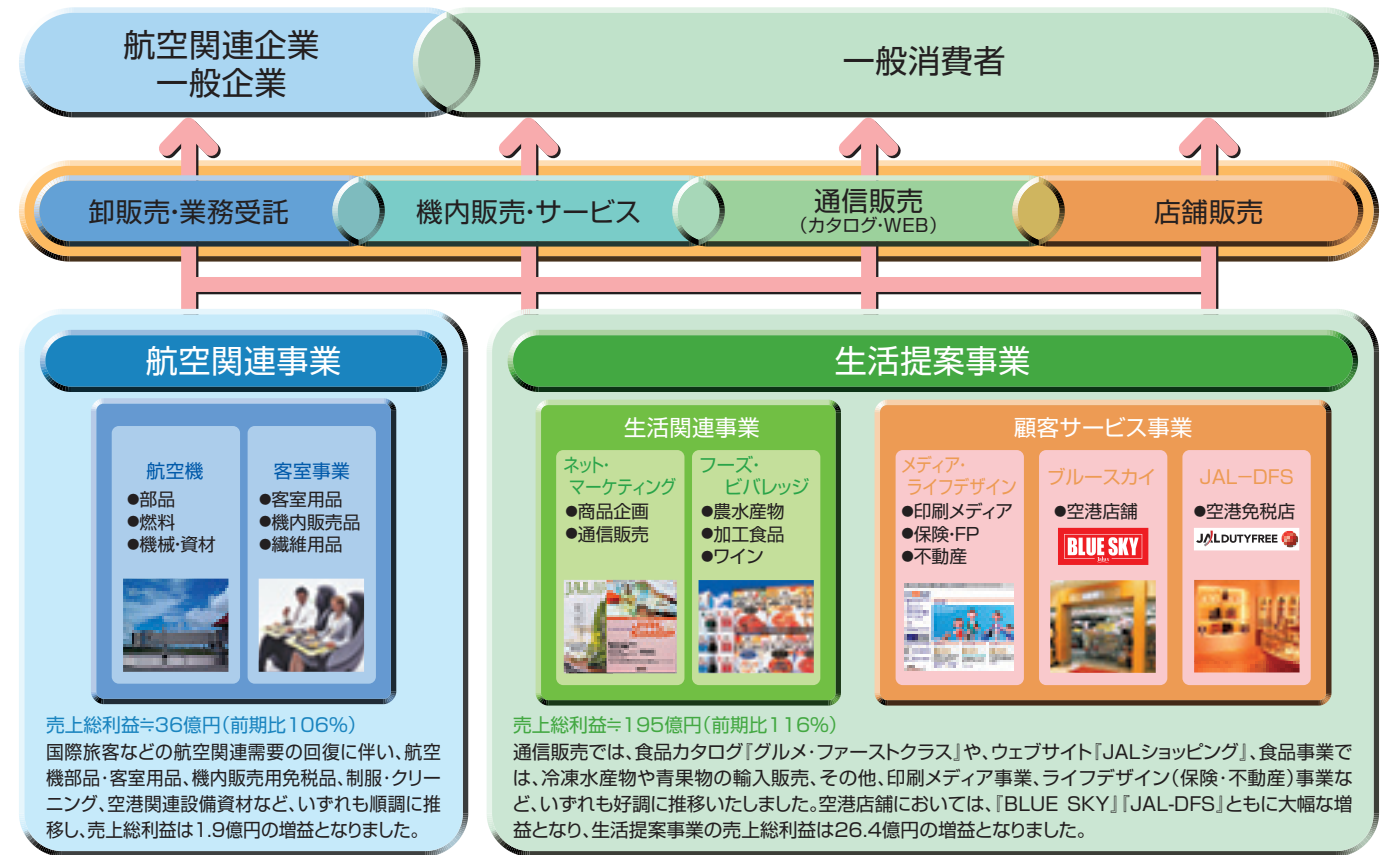 航空関連企業
一般企業
一般消費者
卸販売・業務受託
機内販売・サービス
通信販売
(カタログ・WEB)
店舗販売
航空関連事業
航空機
●部品
●燃料
●機械・資材
客室事業
●客室用品
●機内販売品
●繊維用品
売上総利益≒36億円(前期比106%)
国際旅客などの航空関連需要の回復に伴い、航空
機部品・客室用品、機内販売用免税品、制服・クリー
ニング、空港関連設備資材など、いずれも順調に推
移し、売上総利益は1.9億円の増益となりました。
生活提案事業
生活関連事業
ネット・
マーケティング
●商品企画
●通信販売
フーズ・
ビバレッジ
●農水産物
●加工食品
●ワイン
顧客サービス事業
メディア・
ライフデザイン
●印刷メディア
●保険・FP
●不動産
ブルースカイ
●空港店舗
BLUE SKY
JAL−DFS
●空港免税店
JAL DUTYFREE
売上総利益≒195億円(前期比116%)
通信販売では、食品カタログ『グルメ・ファーストクラス』や、ウェブサイト『JALショッピング』、食品事業で
は、冷凍水産物や青果物の輸入販売、その他、印刷メディア事業、ライフデザイン(保険・不動産)事業な
ど、いずれも好調に推移いたしました。空港店舗においては、『BLUE SKY』『JAL-DFS』ともに大幅な増
益となり、生活提案事業の売上総利益は26.4億円の増益となりました。